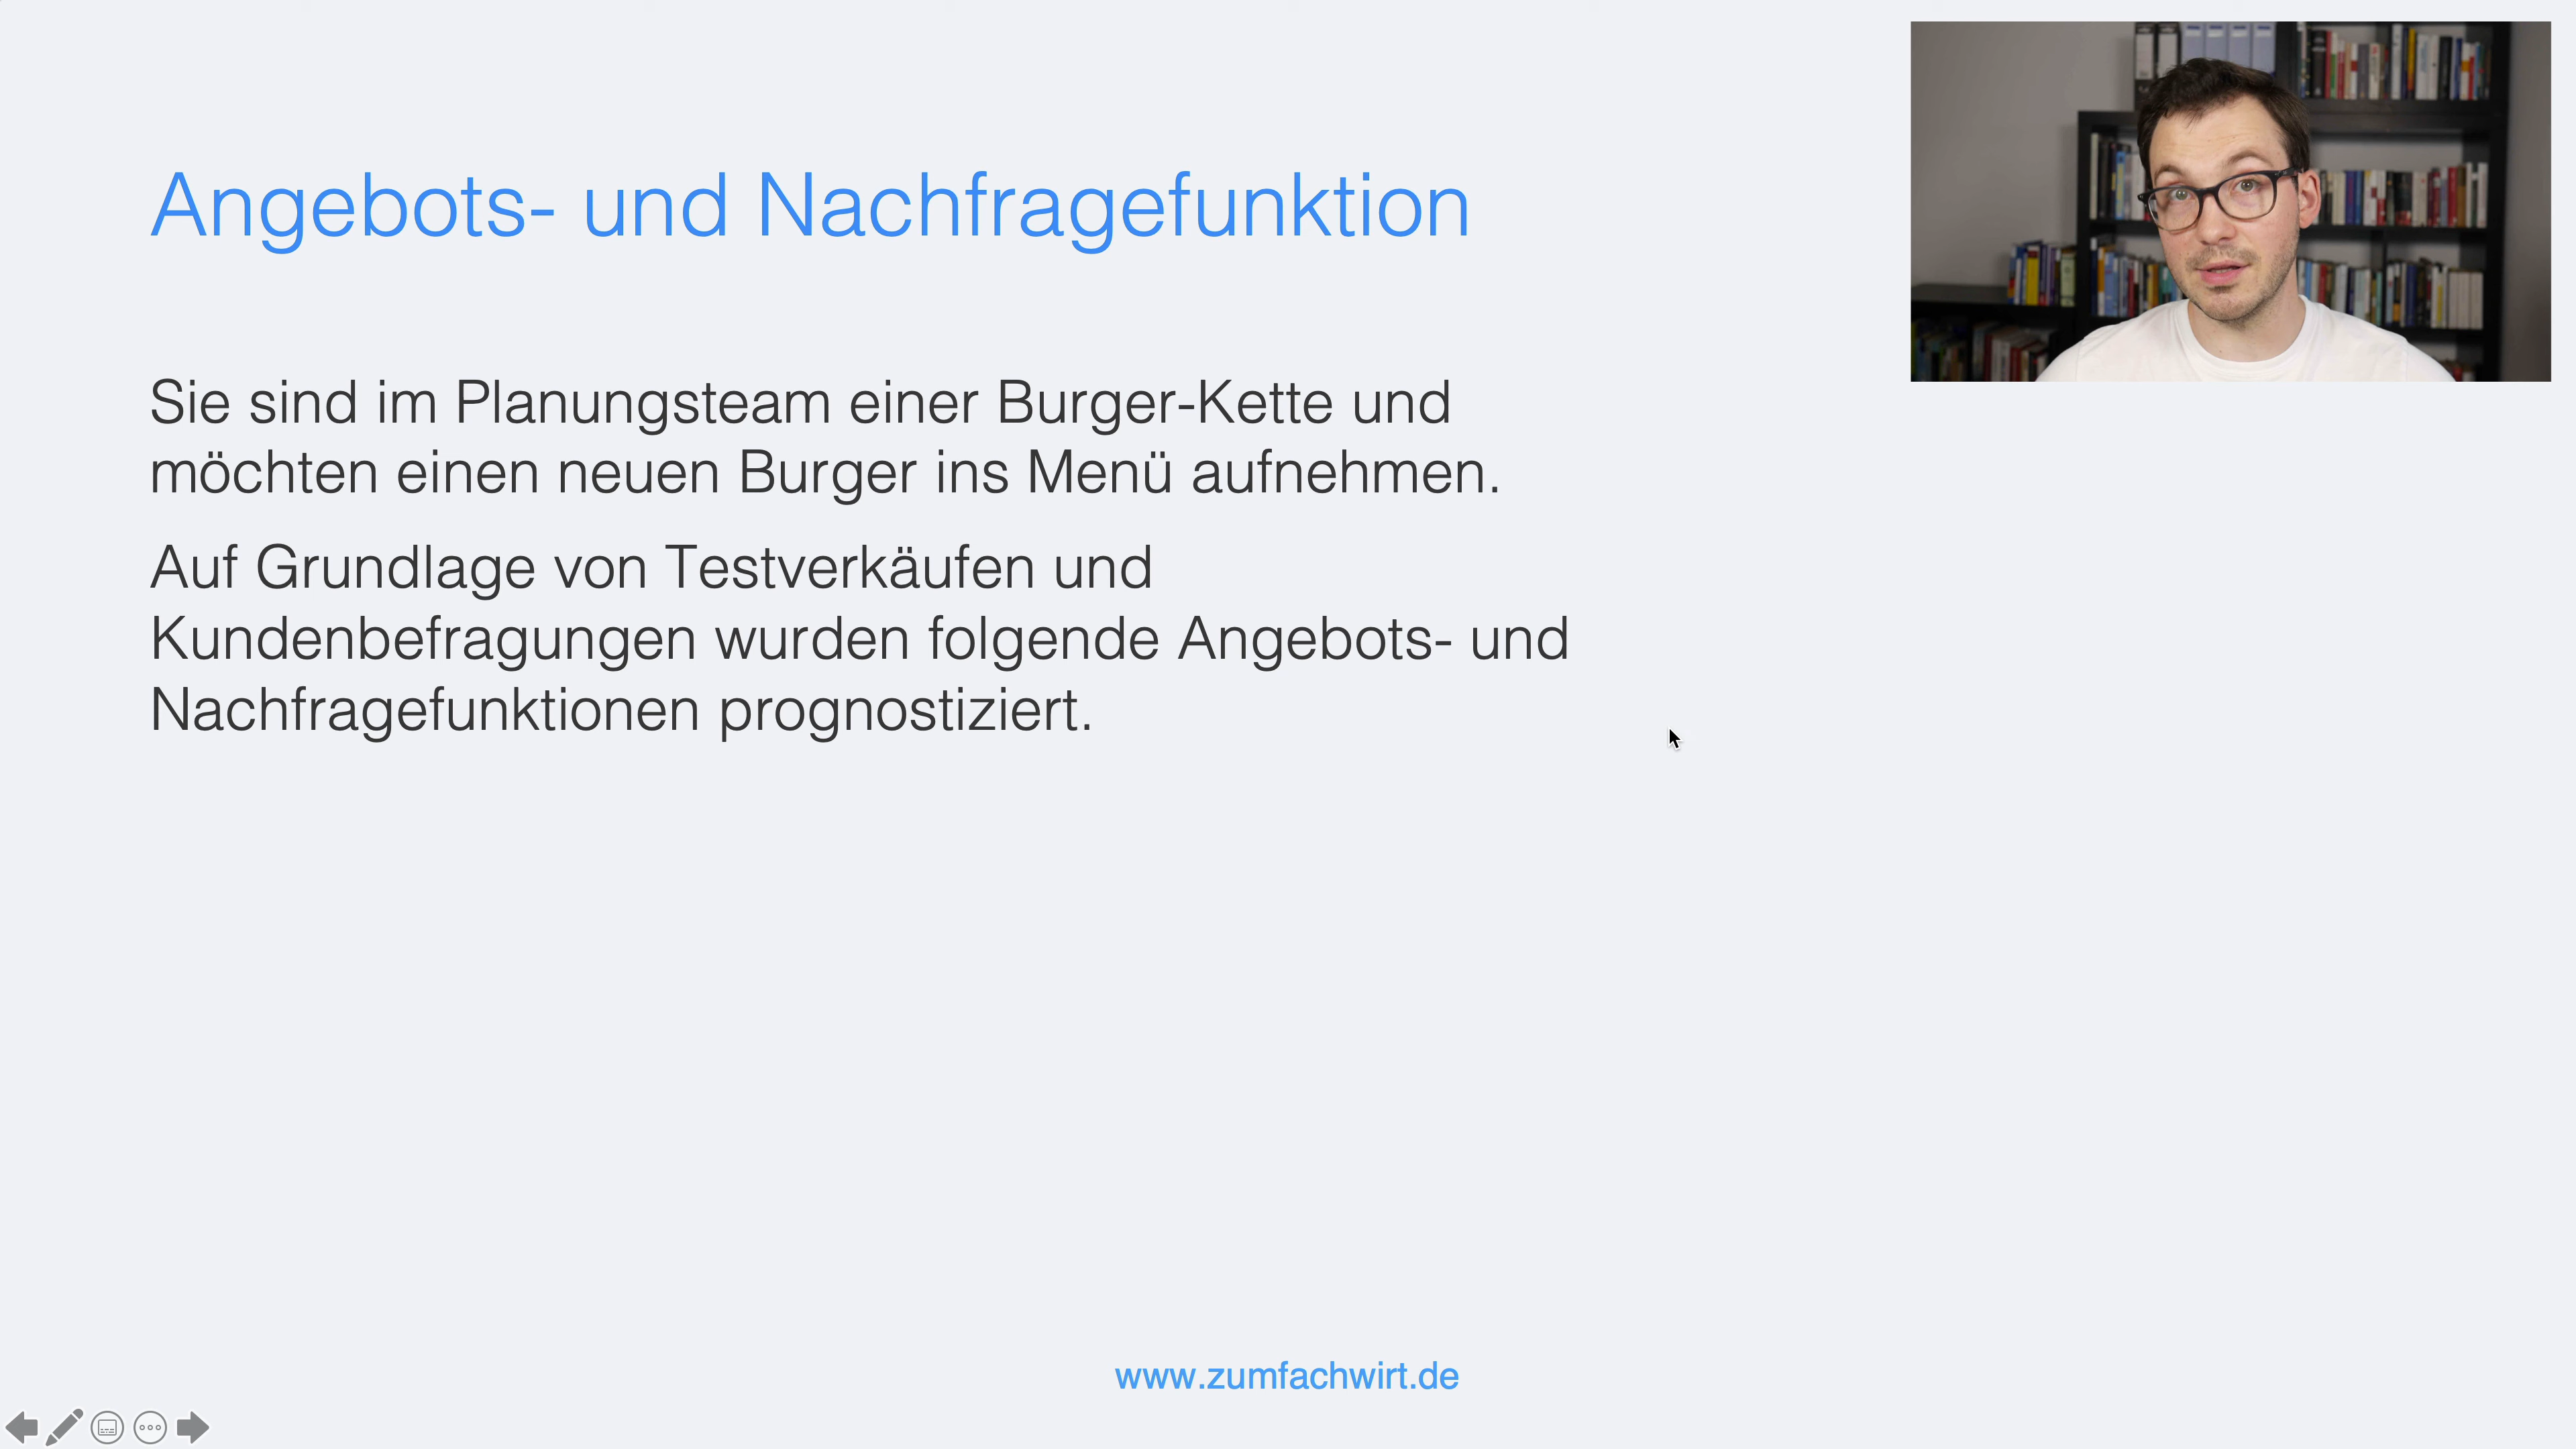 Angebots- und Nachfragefunktion
Sie sind im Planungsteam einer Burger-Kette und
möchten einen neuen Burger ins Menü aufnehmen.
Auf Grundlage von Testverkäufen und
Kundenbefragungen wurden folgende Angebots- und
Nachfragefunktionen prognostiziert.
www.zumfachwirt.de